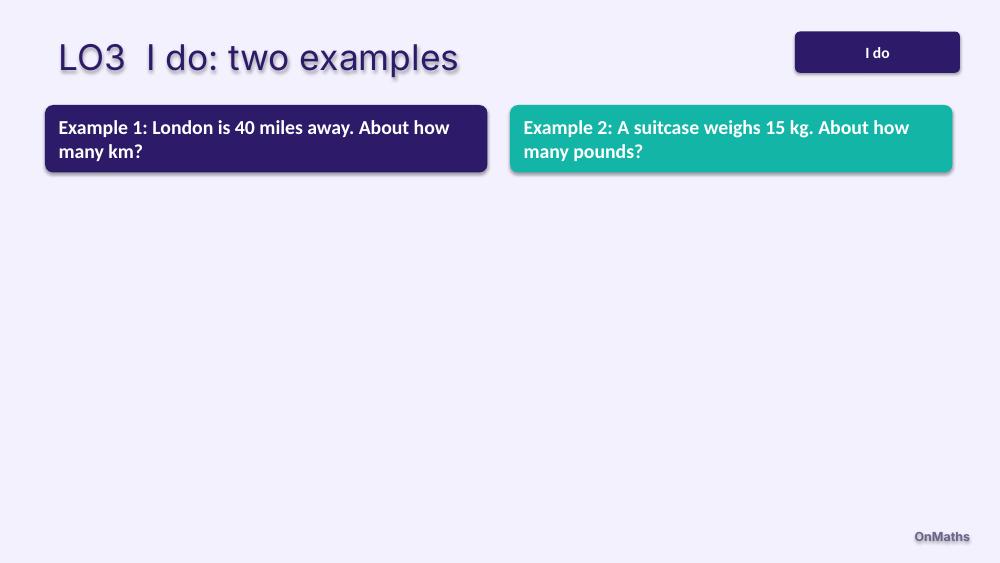 LO3  I do: two examples
I do
Example 1: London is 40 miles away. About how
many km?
Example 2: A suitcase weighs 15 kg. About how
many pounds?
OnMaths